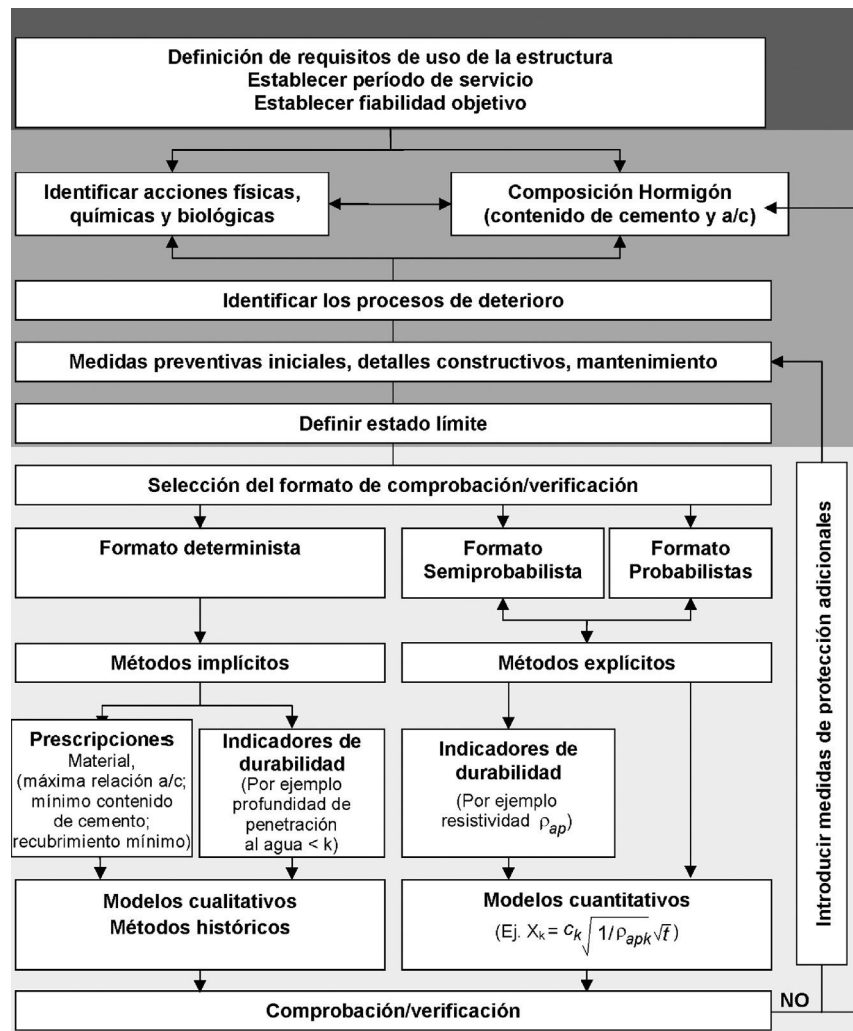 Definición de requisitos de uso de la estructura
Establecer período de servicio
Establecer fiabilidad objetivo
Identificar acciones físicas,
químicas y biológicas
Composición Hormigón
(contenido de cemento y a/c)
Identificar los procesos de deterioro
Medidas preventivas iniciales, detalles constructivos, mantenimiento
Definir estado límite
Selección del formato de comprobación/verificación
Formato determinista
Formato
Semiprobabilista
Formato
Probabilistas
Métodos implícitos
Métodos explícitos
Prescripciones
Material,
(máxima relación a/c;
mínimo contenido
de cemento;
recubrimiento mínimo)
Indicadores de
durabilidad
(Por ejemplo
profundidad de
penetración
al agua < k)
Indicadores de
durabilidad
(Por ejemplo
resistividad ρap)
Modelos cualitativos
Métodos históricos
Modelos cuantitativos
(Ej. Xk = ck√1/ρapk √t)
Comprobación/verificación
NO
Introducir medidas de protección adicionales